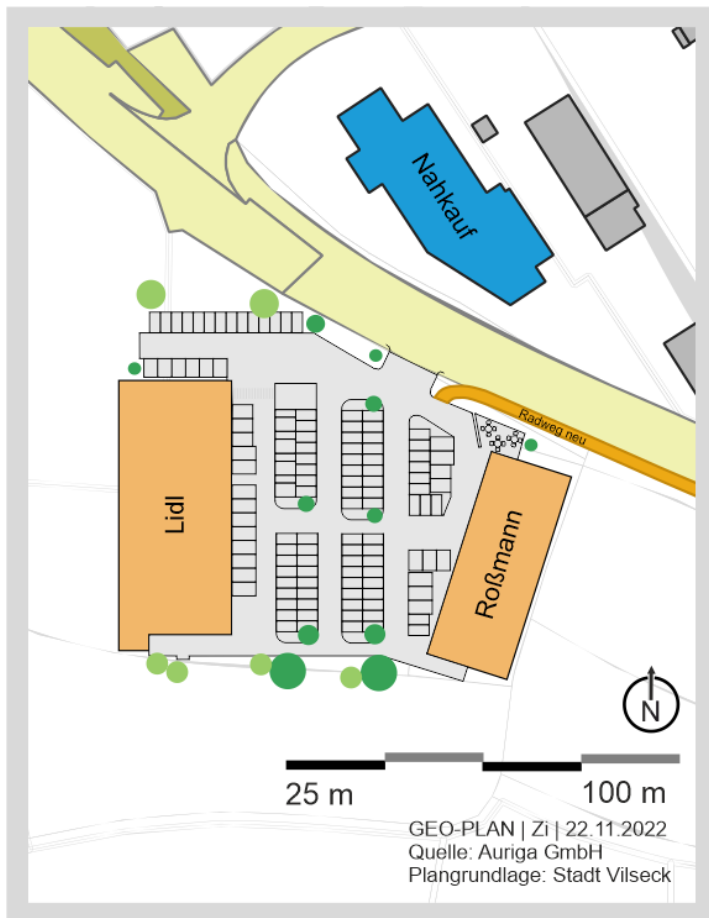 Nahkauf
Radweg neu
Lidl
Roßmann
N
25 m
100 m
GEO-PLAN | Zi | 22.11.2022
Quelle: Auriga GmbH
Plangrundlage: Stadt Vilseck